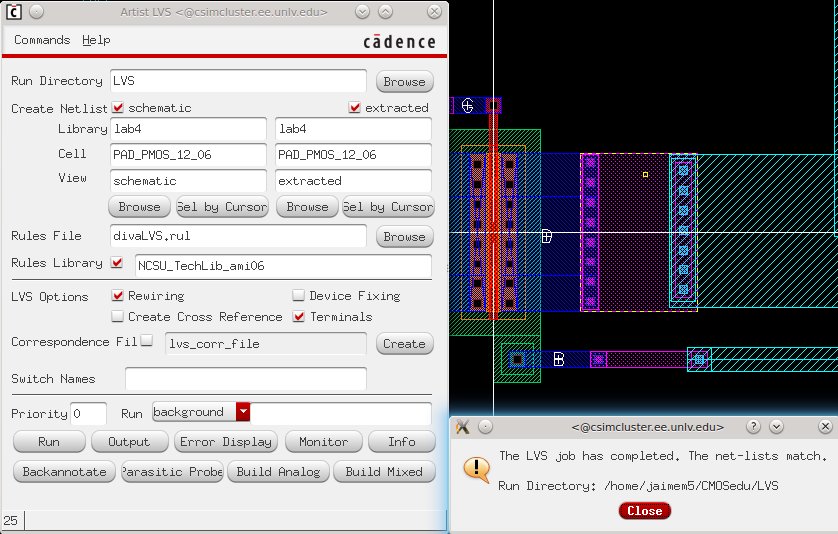 Artist LVS <@csimcluster.ee.unlv.edu>
Commands Help
cādence
Run Directory LVS Browse
Create Netlist schematic extracted
Library lab4 lab4
Cell PAD_PMOS_12_06 PAD_PMOS_12_06
View schematic extracted
Browse Sel by Cursor Browse Sel by Cursor
Rules File divaLVS.rul Browse
Rules Library NCSU_TechLib_ami06
LVS Options Rewiring Device Fixing
Create Cross Reference Terminals
Correspondence Fil lvs_corr_file Create
Switch Names
Priority 0 Run background
Run Output Error Display Monitor Info
Backannotate Parasitic Probe Build Analog Build Mixed
25
G
D
B
<@csimcluster.ee.unlv.edu>
The LVS job has completed. The net-lists match.
Run Directory: /home/jaimem5/CMOSedu/LVS
Close